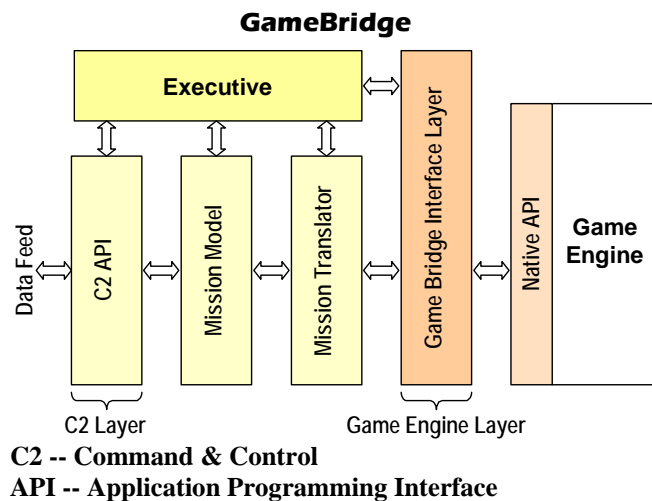 GameBridge
Executive
Data Feed
C2 API
Mission Model
Mission Translator
Game Bridge Interface Layer
Native API
Game
Engine
C2 Layer
Game Engine Layer
C2 -- Command & Control
API -- Application Programming Interface